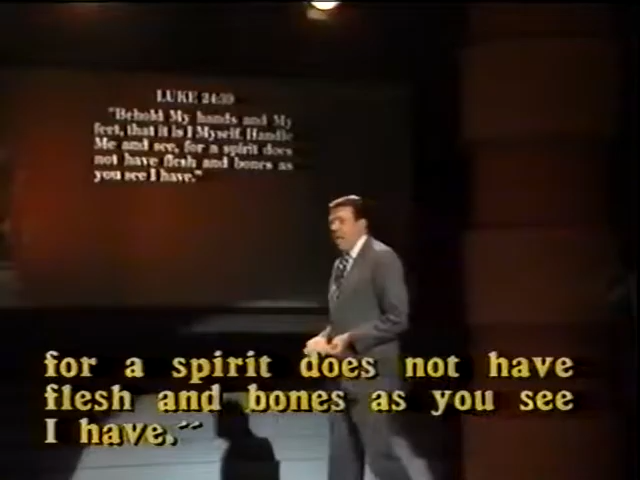 LUKE 24:39
"Behold My hands and My
feet, that it is I Myself. Handle
Me and see, for a spirit does
not have flesh and bones as
you see I have."
for a spirit does not have
flesh and bones as you see
I have."